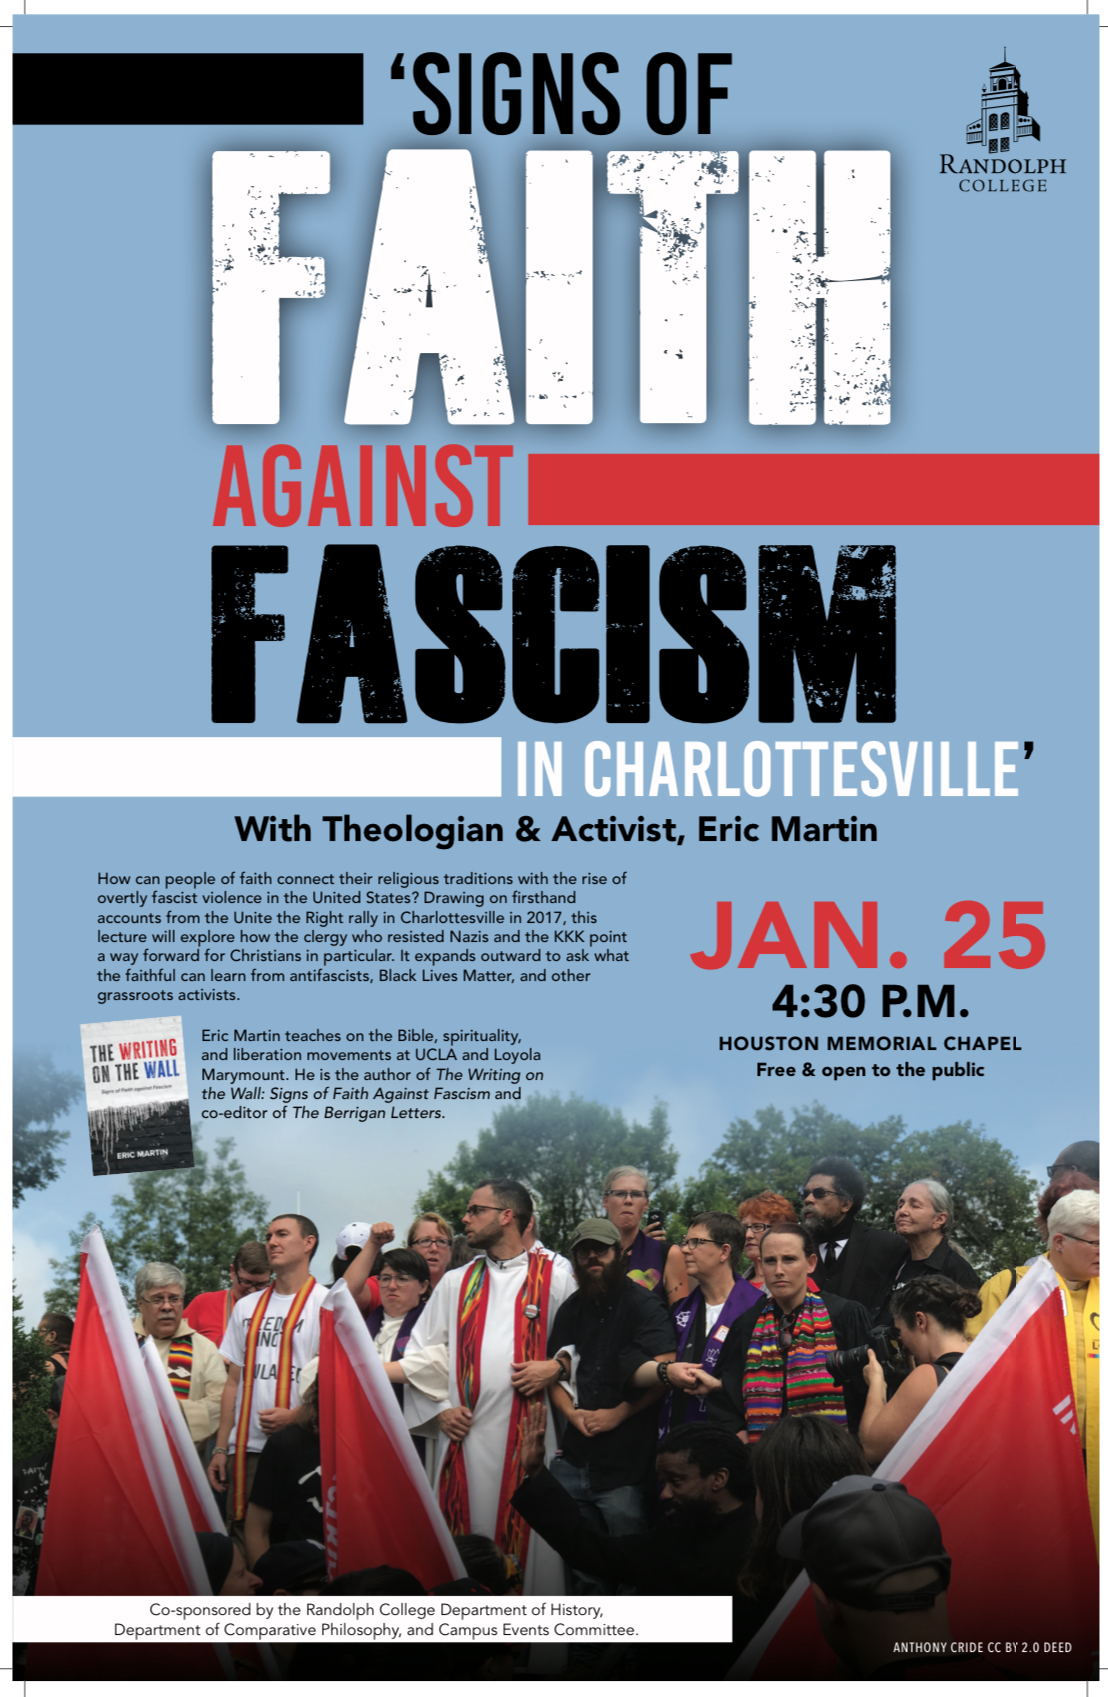 ‘SIGNS OF
FAITH
AGAINST
FASCISM
IN CHARLOTTESVILLE’
RANDOLPH
COLLEGE
With Theologian & Activist, Eric Martin
How can people of faith connect their religious traditions with the rise of
overtly fascist violence in the United States? Drawing on firsthand
accounts from the Unite the Right rally in Charlottesville in 2017, this
lecture will explore how the clergy who resisted Nazis and the KKK point
a way forward for Christians in particular. It expands outward to ask what
the faithful can learn from antifascists, Black Lives Matter, and other
grassroots activists.
JAN. 25
4:30 P.M.
HOUSTON MEMORIAL CHAPEL
Free & open to the public
THE WRITING
ON THE WALL
Signs of Faith against Fascism
ERIC MARTIN
Eric Martin teaches on the Bible, spirituality,
and liberation movements at UCLA and Loyola
Marymount. He is the author of The Writing on
the Wall: Signs of Faith Against Fascism and
co-editor of The Berrigan Letters.
Co-sponsored by the Randolph College Department of History,
Department of Comparative Philosophy, and Campus Events Committee.
ANTHONY CRIDE CC BY 2.0 DEED